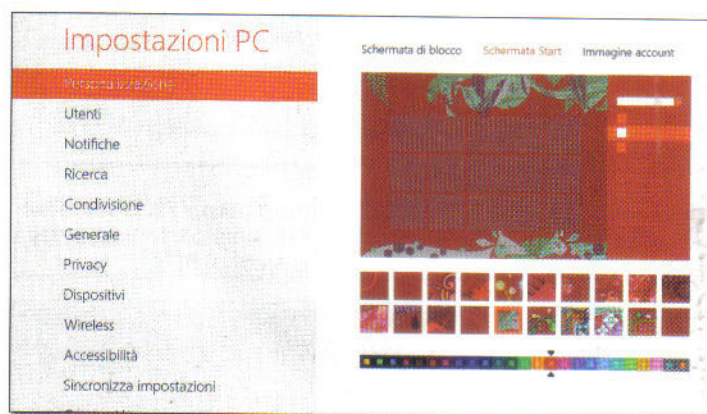 Impostazioni PC
Schermata di blocco Schermata Start Immagine account
Personalizzazione
Utenti
Notifiche
Ricerca
Condivisione
Generale
Privacy
Dispositivi
Wireless
Accessibilità
Sincronizza impostazioni